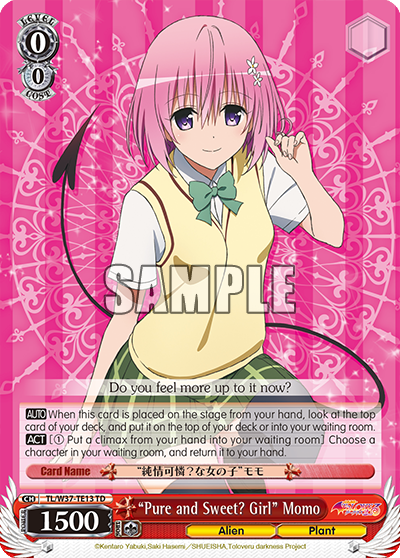 LEVEL
0
0
COST
SAMPLE
Do you feel more up to it now?
AUTO When this card is placed on the stage from your hand, look at the top
card of your deck, and put it on the top of your deck or into your waiting room.
ACT [① Put a climax from your hand into your waiting room] Choose a
character in your waiting room, and return it to your hand.
Card Name “純情可憐？な女の子”モモ
CH TL/W37-TE13 TD
1500 “Pure and Sweet? Girl” Momo
Alien Plant
©Kentaro Yabuki,Saki Hasemi／SHUEISHA,Toloveru darkness Project